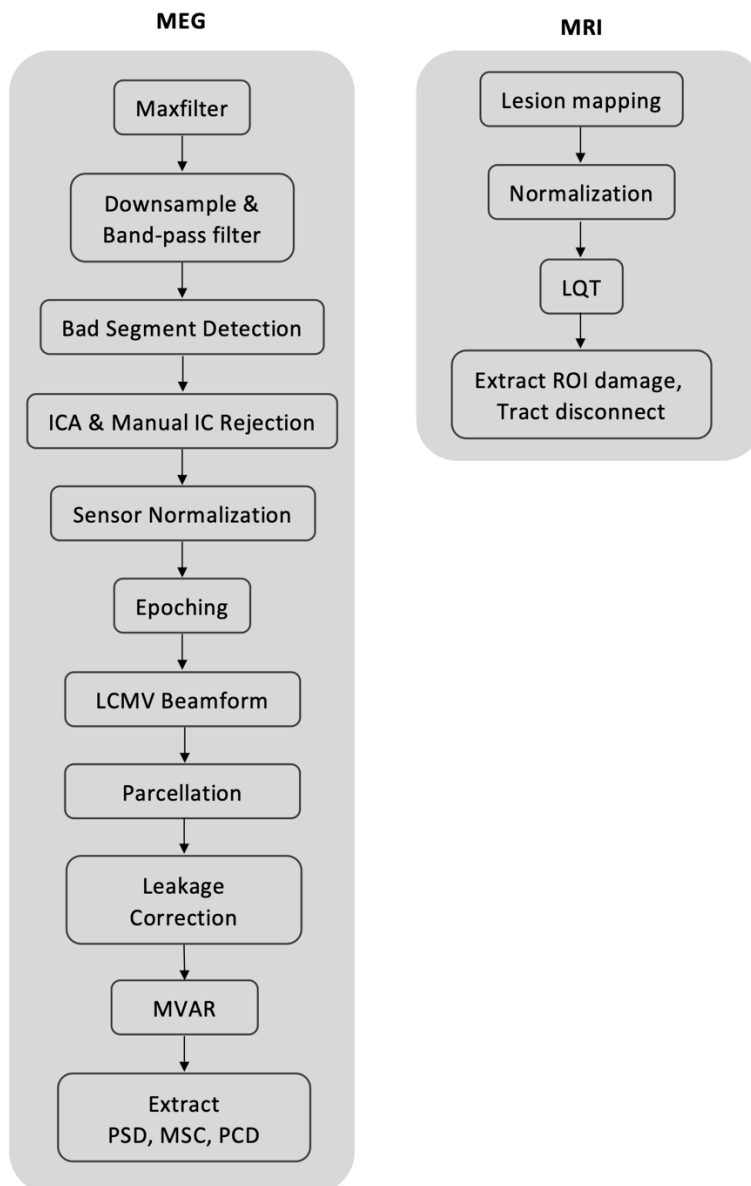 MEG
Maxfilter
Downsample &
Band-pass filter
Bad Segment Detection
ICA & Manual IC Rejection
Sensor Normalization
Epoching
LCMV Beamform
Parcellation
Leakage
Correction
MVAR
Extract
PSD, MSC, PCD
MRI
Lesion mapping
Normalization
LQT
Extract ROI damage,
Tract disconnect